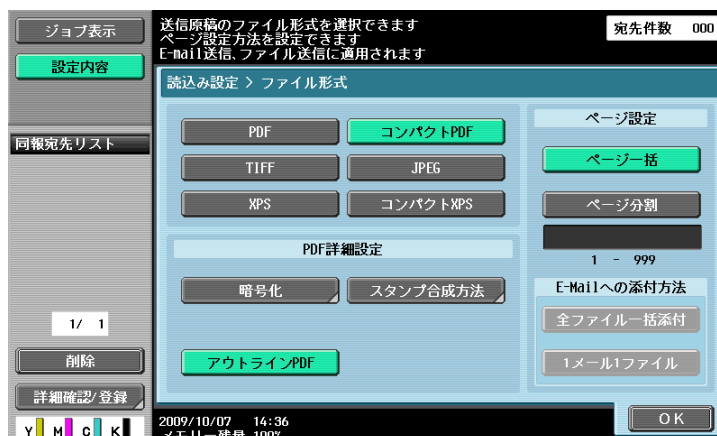 ジョブ表示
設定内容
送信原稿のファイル形式を選択できます
ページ設定方法を設定できます
E-mail送信、ファイル送信に適用されます
宛先件数 000
読込み設定 > ファイル形式
同報宛先リスト
PDF
コンパクトPDF
TIFF
JPEG
XPS
コンパクトXPS
ページ設定
ページ一括
ページ分割
1 - 999
PDF詳細設定
暗号化
スタンプ合成方法
アウトラインPDF
E-Mailへの添付方法
全ファイル一括添付
1メール1ファイル
1/ 1
削除
詳細確認/登録
Y M C K
2009/10/07 14:36
メモリー残量 100%
OK